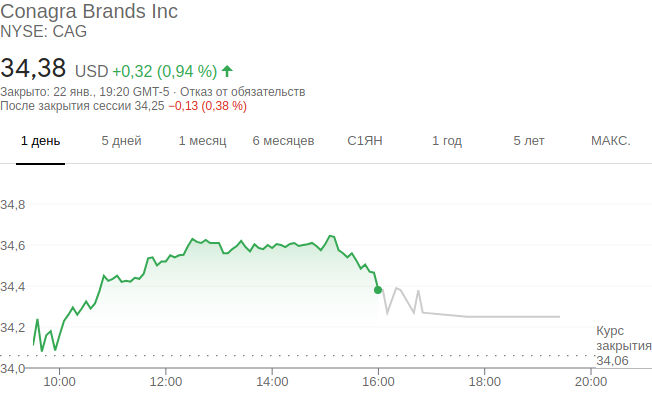 Conagra Brands Inc
NYSE: CAG
34,38 USD +0,32 (0,94 %)
Закрыто: 22 янв., 19:20 GMT-5 · Отказ от обязательств
После закрытия сессии 34,25 −0,13 (0,38 %)
1 день 5 дней 1 месяц 6 месяцев С1ЯН 1 год 5 лет МАКС.
34,8
34,6
34,4
34,2
Курс
закрытия
34,06
34,0
10:00 12:00 14:00 16:00 18:00 20:00